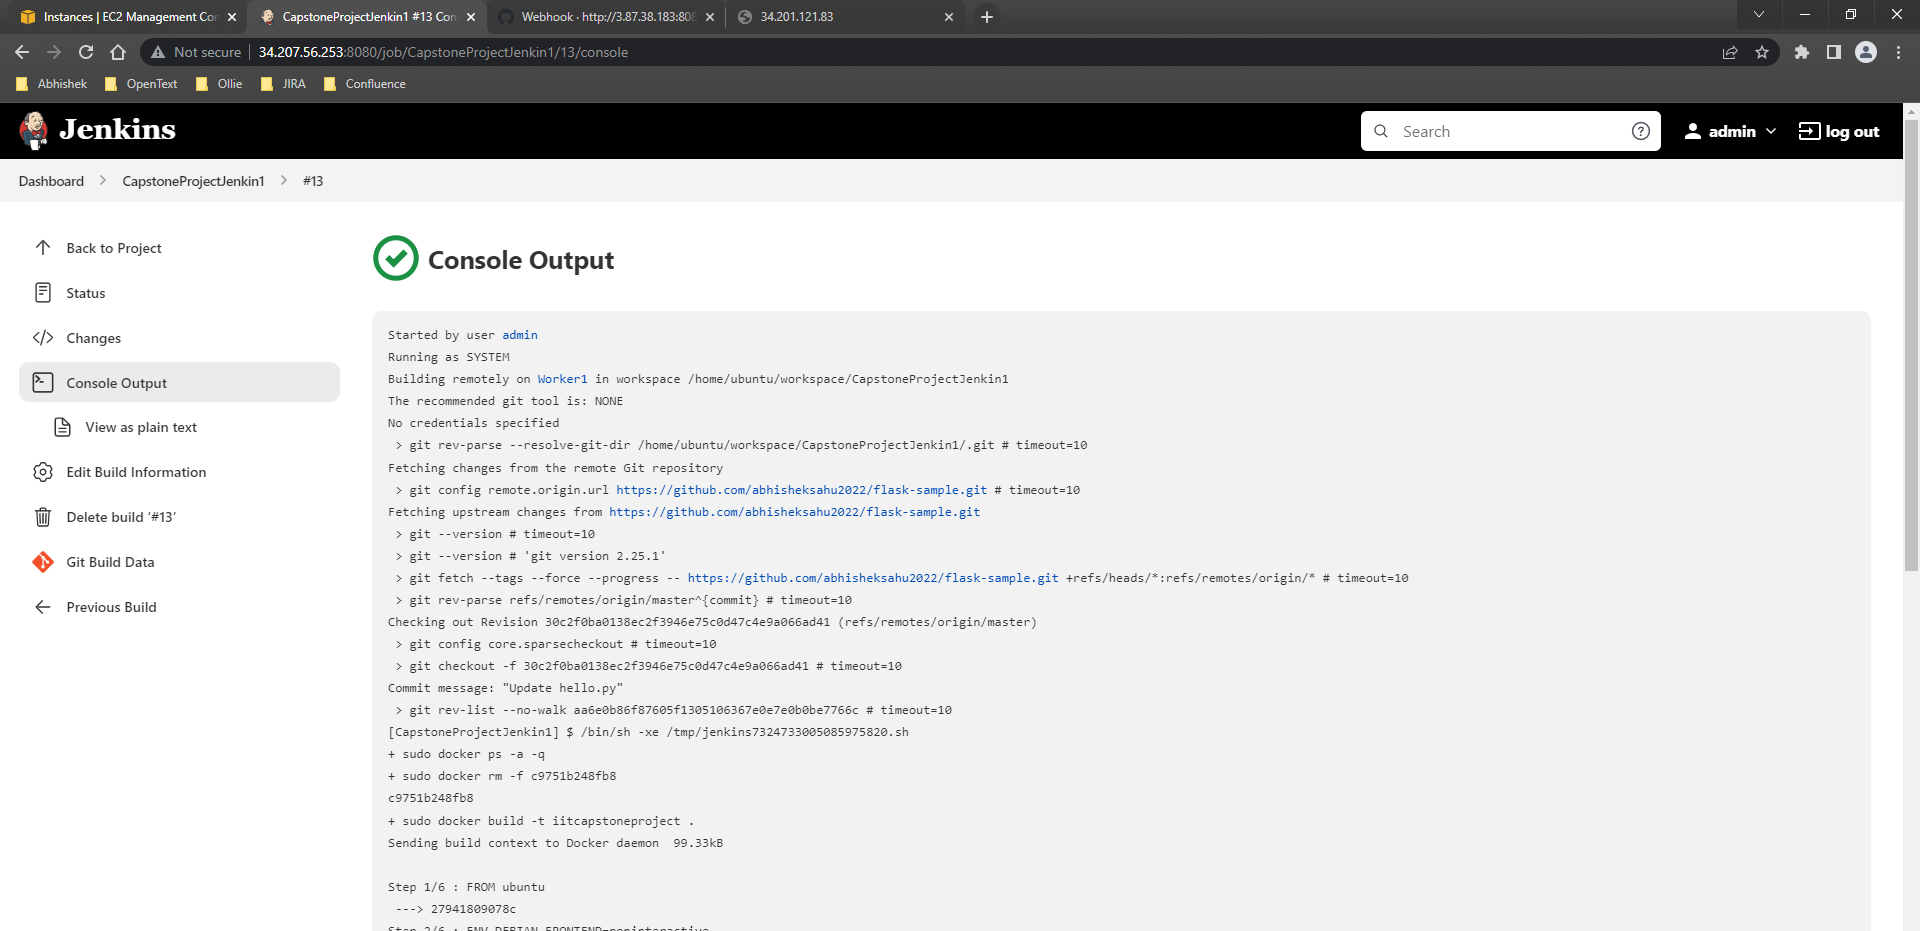 Instances | EC2 Management Cor
CapstoneProjectJenkin1 #13 Con
Webhook · http://3.87.38.183:808
34.201.121.83
Not secure
34.207.56.253:8080/job/CapstoneProjectJenkin1/13/console
Abhishek
OpenText
Ollie
JIRA
Confluence
Jenkins
Search
admin
log out
Dashboard
CapstoneProjectJenkin1
#13
Back to Project
Status
Changes
Console Output
View as plain text
Edit Build Information
Delete build ‘#13’
Git Build Data
Previous Build
Console Output
Started by user admin
Running as SYSTEM
Building remotely on Worker1 in workspace /home/ubuntu/workspace/CapstoneProjectJenkin1
The recommended git tool is: NONE
No credentials specified
> git rev-parse --resolve-git-dir /home/ubuntu/workspace/CapstoneProjectJenkin1/.git # timeout=10
Fetching changes from the remote Git repository
> git config remote.origin.url https://github.com/abhisheksahu2022/flask-sample.git # timeout=10
Fetching upstream changes from https://github.com/abhisheksahu2022/flask-sample.git
> git --version # timeout=10
> git --version # 'git version 2.25.1'
> git fetch --tags --force --progress -- https://github.com/abhisheksahu2022/flask-sample.git +refs/heads/*:refs/remotes/origin/* # timeout=10
> git rev-parse refs/remotes/origin/master^{commit} # timeout=10
Checking out Revision 30c2f0ba0138ec2f3946e75c0d47c4e9a066ad41 (refs/remotes/origin/master)
> git config core.sparsecheckout # timeout=10
> git checkout -f 30c2f0ba0138ec2f3946e75c0d47c4e9a066ad41 # timeout=10
Commit message: "Update hello.py"
> git rev-list --no-walk aa6e0b86f87605f1305106367e0e7e0b0be7766c # timeout=10
[CapstoneProjectJenkin1] $ /bin/sh -xe /tmp/jenkins7324733005085975820.sh
+ sudo docker ps -a -q
+ sudo docker rm -f c9751b248fb8
c9751b248fb8
+ sudo docker build -t iitcapstoneproject .
Sending build context to Docker daemon  99.33kB
Step 1/6 : FROM ubuntu
---> 27941809078c
Step 2/6 : ENV DEBIAN_FRONTEND=noninteractive